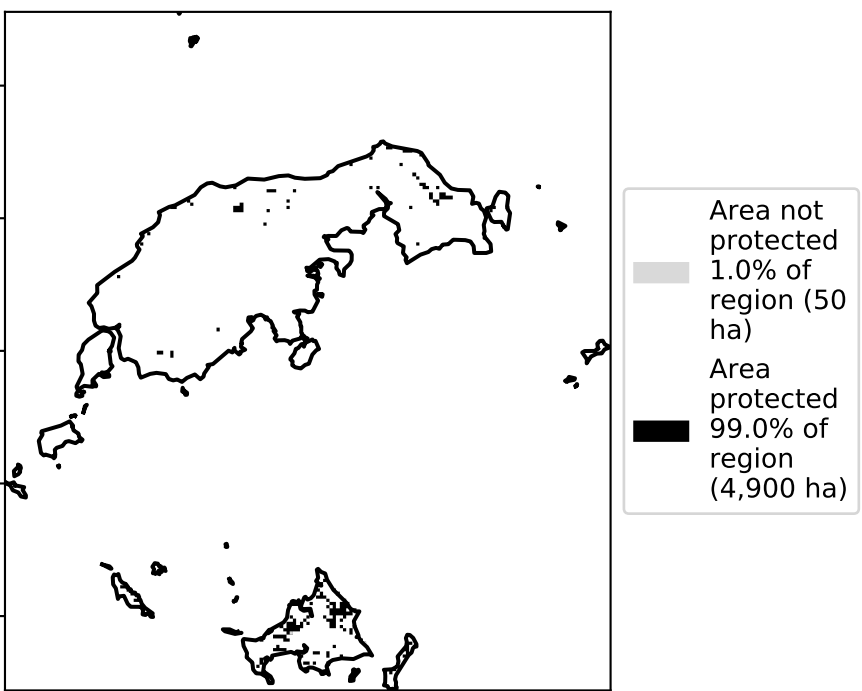 Area not
protected
1.0% of
region (50
ha)
Area
protected
99.0% of
region
(4,900 ha)